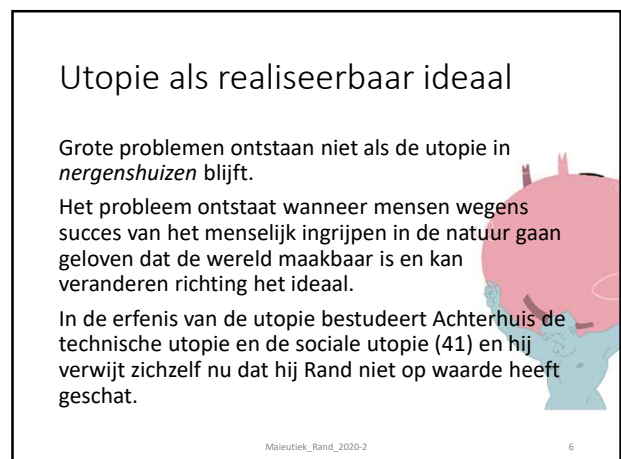 Utopie als realiseerbaar ideaal
Grote problemen ontstaan niet als de utopie in
nergenshuizen blijft.
Het probleem ontstaat wanneer mensen wegens
succes van het menselijk ingrijpen in de natuur gaan
geloven dat de wereld maakbaar is en kan
veranderen richting het ideaal.
In de erfenis van de utopie bestudeert Achterhuis de
technische utopie en de sociale utopie (41) en hij
verwijt zichzelf nu dat hij Rand niet op waarde heeft
geschat.
Maieutiek_Rand_2020-2
6